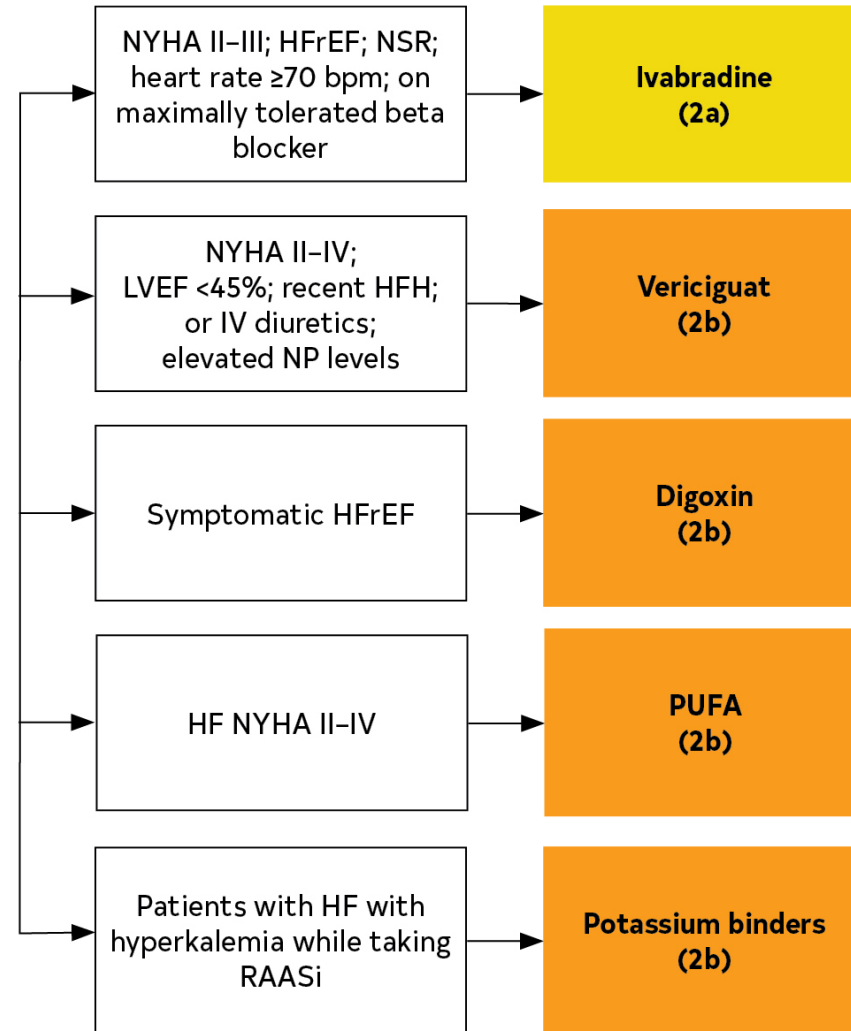 NYHA II–III; HFrEF; NSR;
heart rate ≥70 bpm; on
maximally tolerated beta
blocker
Ivabradine
(2a)
NYHA II–IV;
LVEF <45%; recent HFH;
or IV diuretics;
elevated NP levels
Vericiguat
(2b)
Symptomatic HFrEF
Digoxin
(2b)
HF NYHA II–IV
PUFA
(2b)
Patients with HF with
hyperkalemia while taking
RAASi
Potassium binders
(2b)